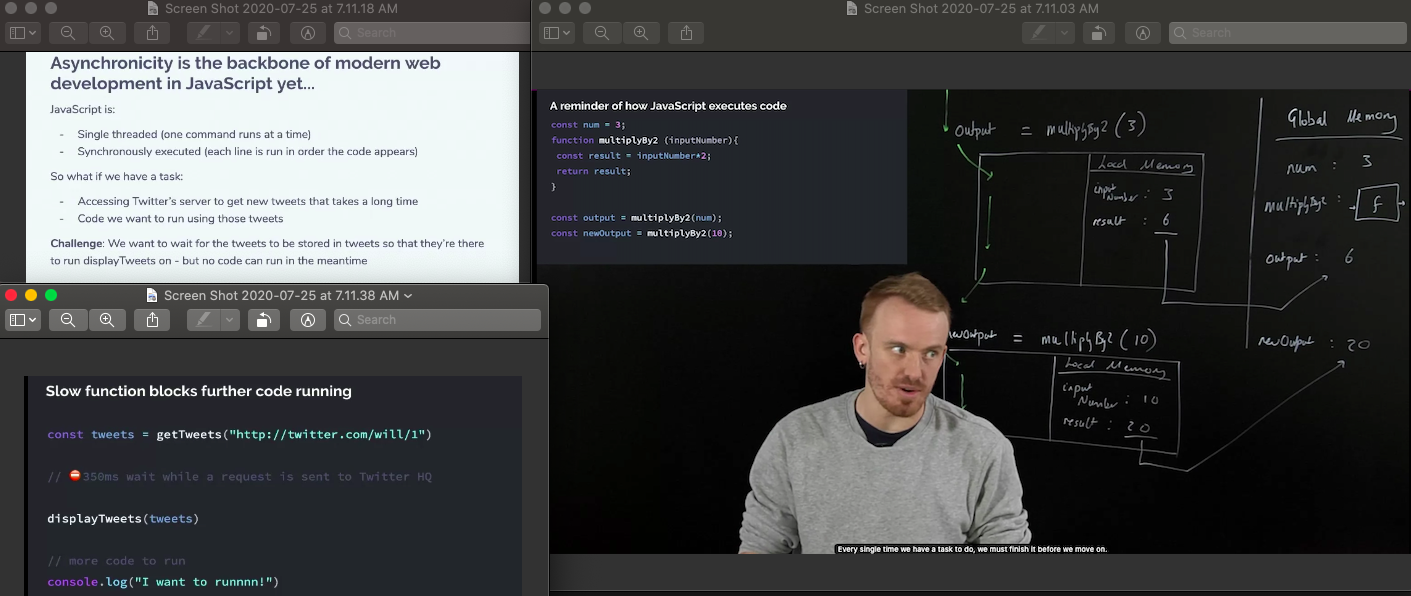 Screen Shot 2020-07-25 at 7.11.18 AM
Search
Asynchronicity is the backbone of modern web
development in JavaScript yet...
JavaScript is:
- Single threaded (one command runs at a time)
- Synchronously executed (each line is run in order the code appears)
So what if we have a task:
- Accessing Twitter's server to get new tweets that takes a long time
- Code we want to run using those tweets
Challenge: We want to wait for the tweets to be stored in tweets so that they're there
to run displayTweets on - but no code can run in the meantime
Screen Shot 2020-07-25 at 7.11.38 AM
Search
Slow function blocks further code running
const tweets = getTweets("http://twitter.com/will/1")
// ⛔350ms wait while a request is sent to Twitter HQ
displayTweets(tweets)
// more code to run
console.log("I want to runnnn!")
Screen Shot 2020-07-25 at 7.11.03 AM
Search
A reminder of how JavaScript executes code
const num = 3;
function multiplyBy2 (inputNumber){
const result = inputNumber*2;
return result;
}
const output = multiplyBy2(num);
const newOutput = multiplyBy2(10);
output = multiplyBy2 (3)
Local Memory
input
Number : 3
result : 6
newOutput = multiplyBy2 (10)
Local Memory
input
Number : 10
result : 20
Global Memory
num : 3
multiplyBy2 : f
output : 6
newOutput : 20
Every single time we have a task to do, we must finish it before we move on.